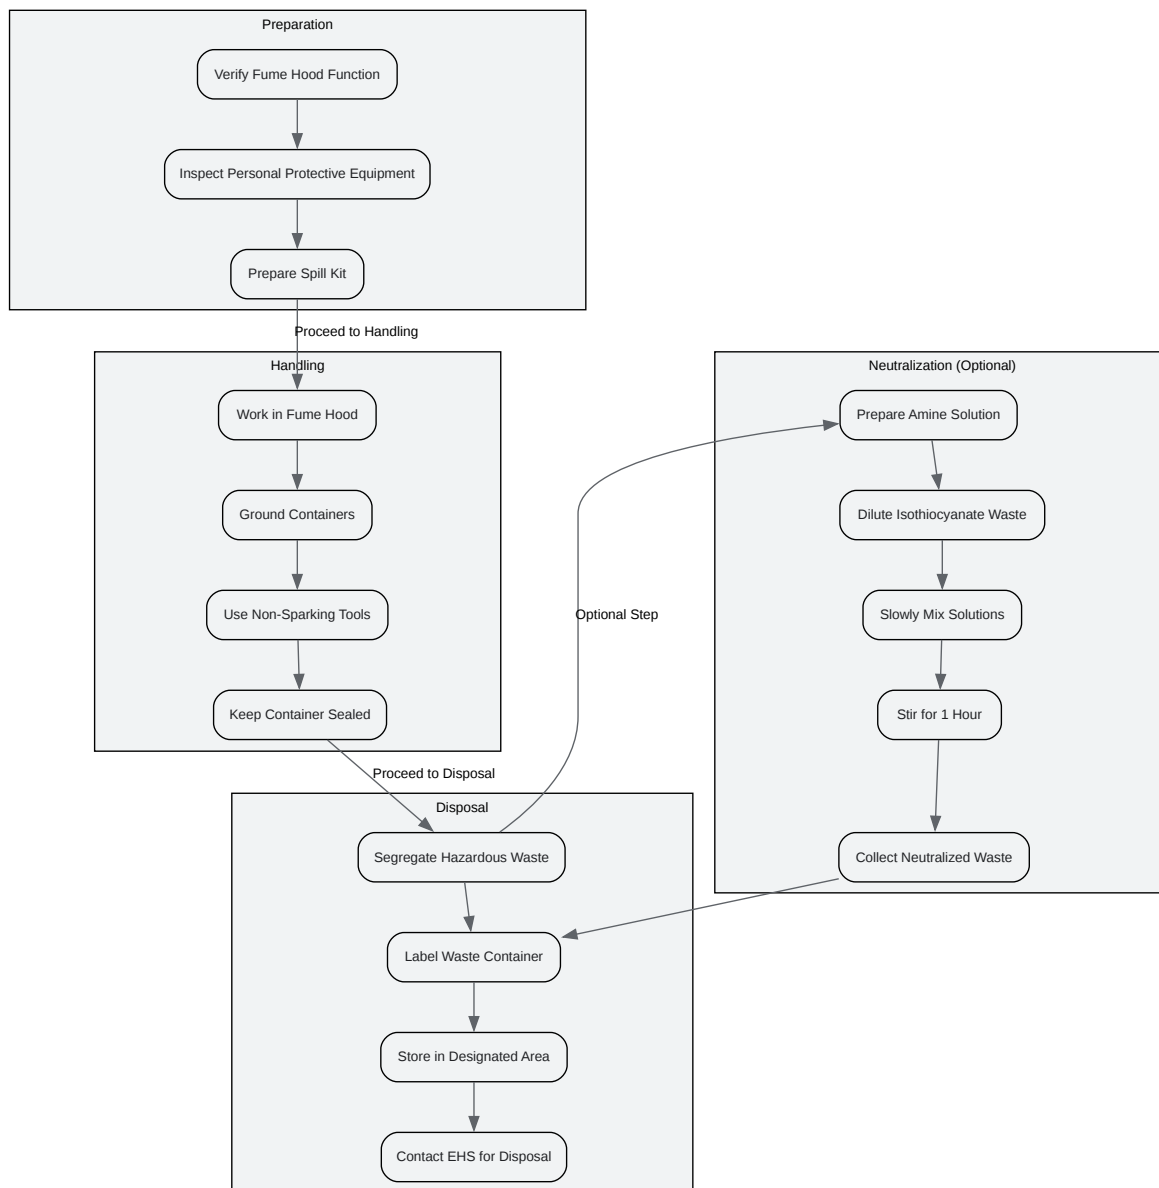 Preparation
Verify Fume Hood Function
Inspect Personal Protective Equipment
Prepare Spill Kit
Proceed to Handling
Handling
Work in Fume Hood
Ground Containers
Use Non-Sparking Tools
Keep Container Sealed
Proceed to Disposal
Optional Step
Neutralization (Optional)
Prepare Amine Solution
Dilute Isothiocyanate Waste
Slowly Mix Solutions
Stir for 1 Hour
Collect Neutralized Waste
Disposal
Segregate Hazardous Waste
Label Waste Container
Store in Designated Area
Contact EHS for Disposal